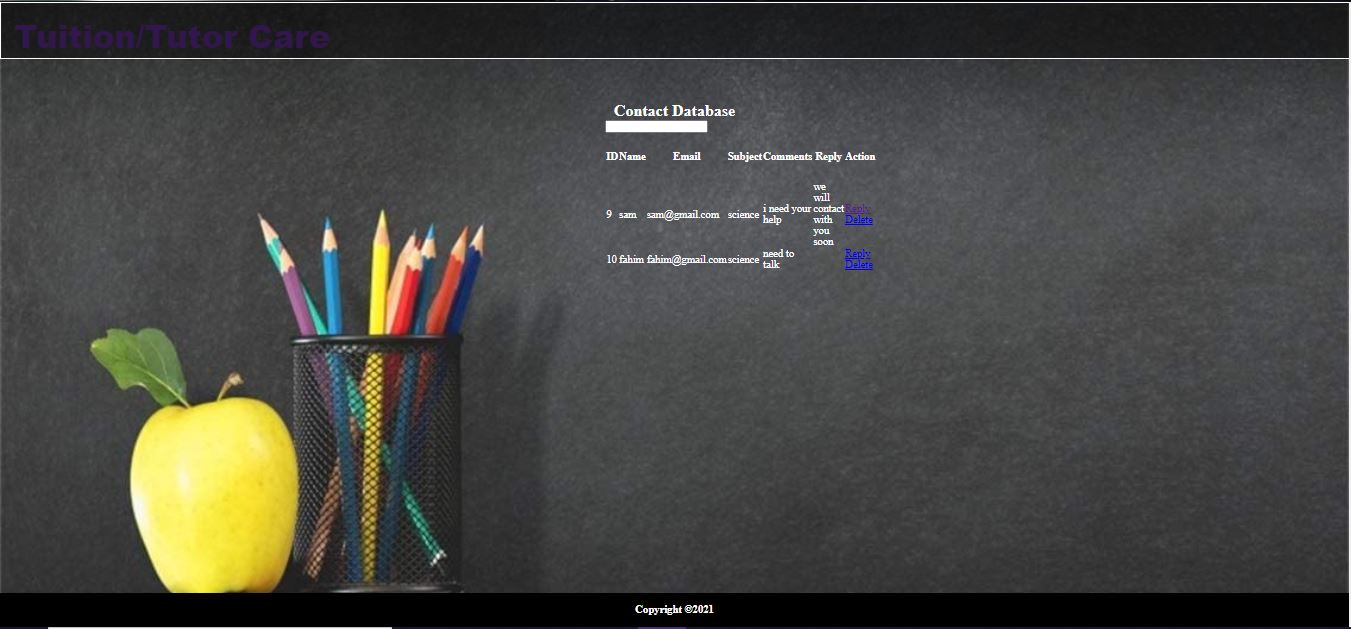 Tuition/Tutor Care
Contact Database
ID Name Email Subject Comments Reply Action
9 sam sam@gmail.com science i need your help we will contact with you soon Reply Delete
10 fahim fahim@gmail.com science need to talk Reply Delete
Copyright ©2021